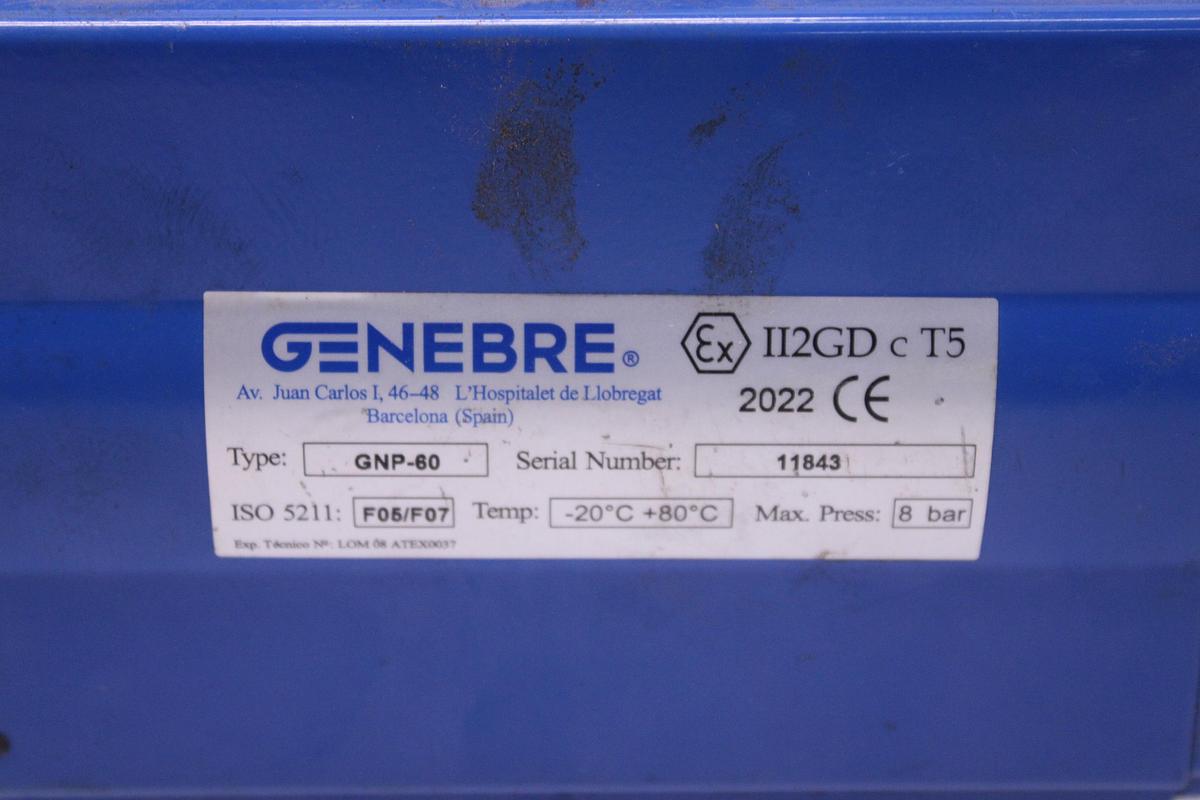 GENEBRE®
Av. Juan Carlos I, 46–48 L'Hospitalet de Llobregat
Barcelona (Spain)
Ex II2GD c T5
2022 CE
Type: GNP-60 Serial Number: 11843
ISO 5211: F05/F07 Temp: -20°C +80°C Max. Press: 8 bar
Exp. Técnico Nº: LOM 08 ATEX0037